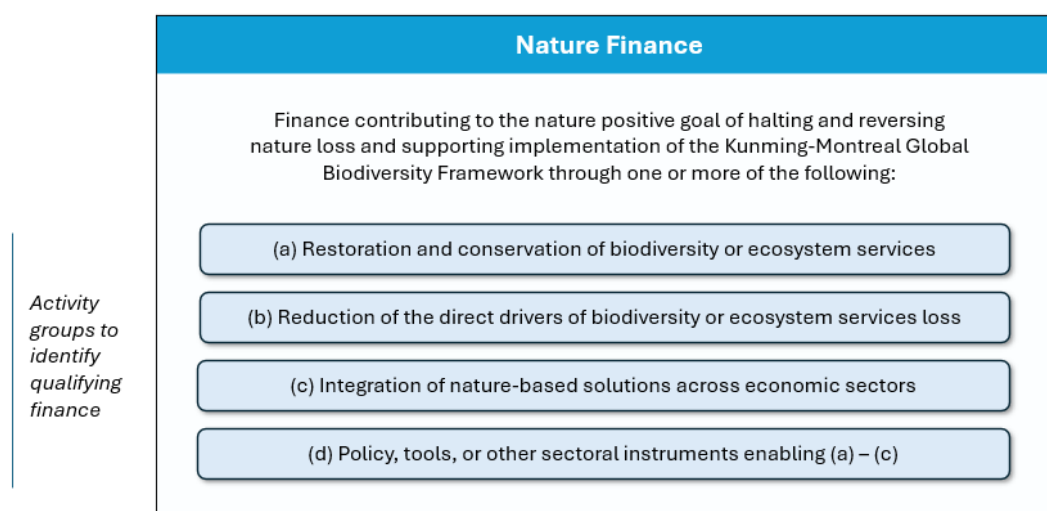 Nature Finance
Finance contributing to the nature positive goal of halting and reversing
nature loss and supporting implementation of the Kunming-Montreal Global
Biodiversity Framework through one or more of the following:
(a) Restoration and conservation of biodiversity or ecosystem services
(b) Reduction of the direct drivers of biodiversity or ecosystem services loss
(c) Integration of nature-based solutions across economic sectors
(d) Policy, tools, or other sectoral instruments enabling (a) – (c)
Activity
groups to
identify
qualifying
finance